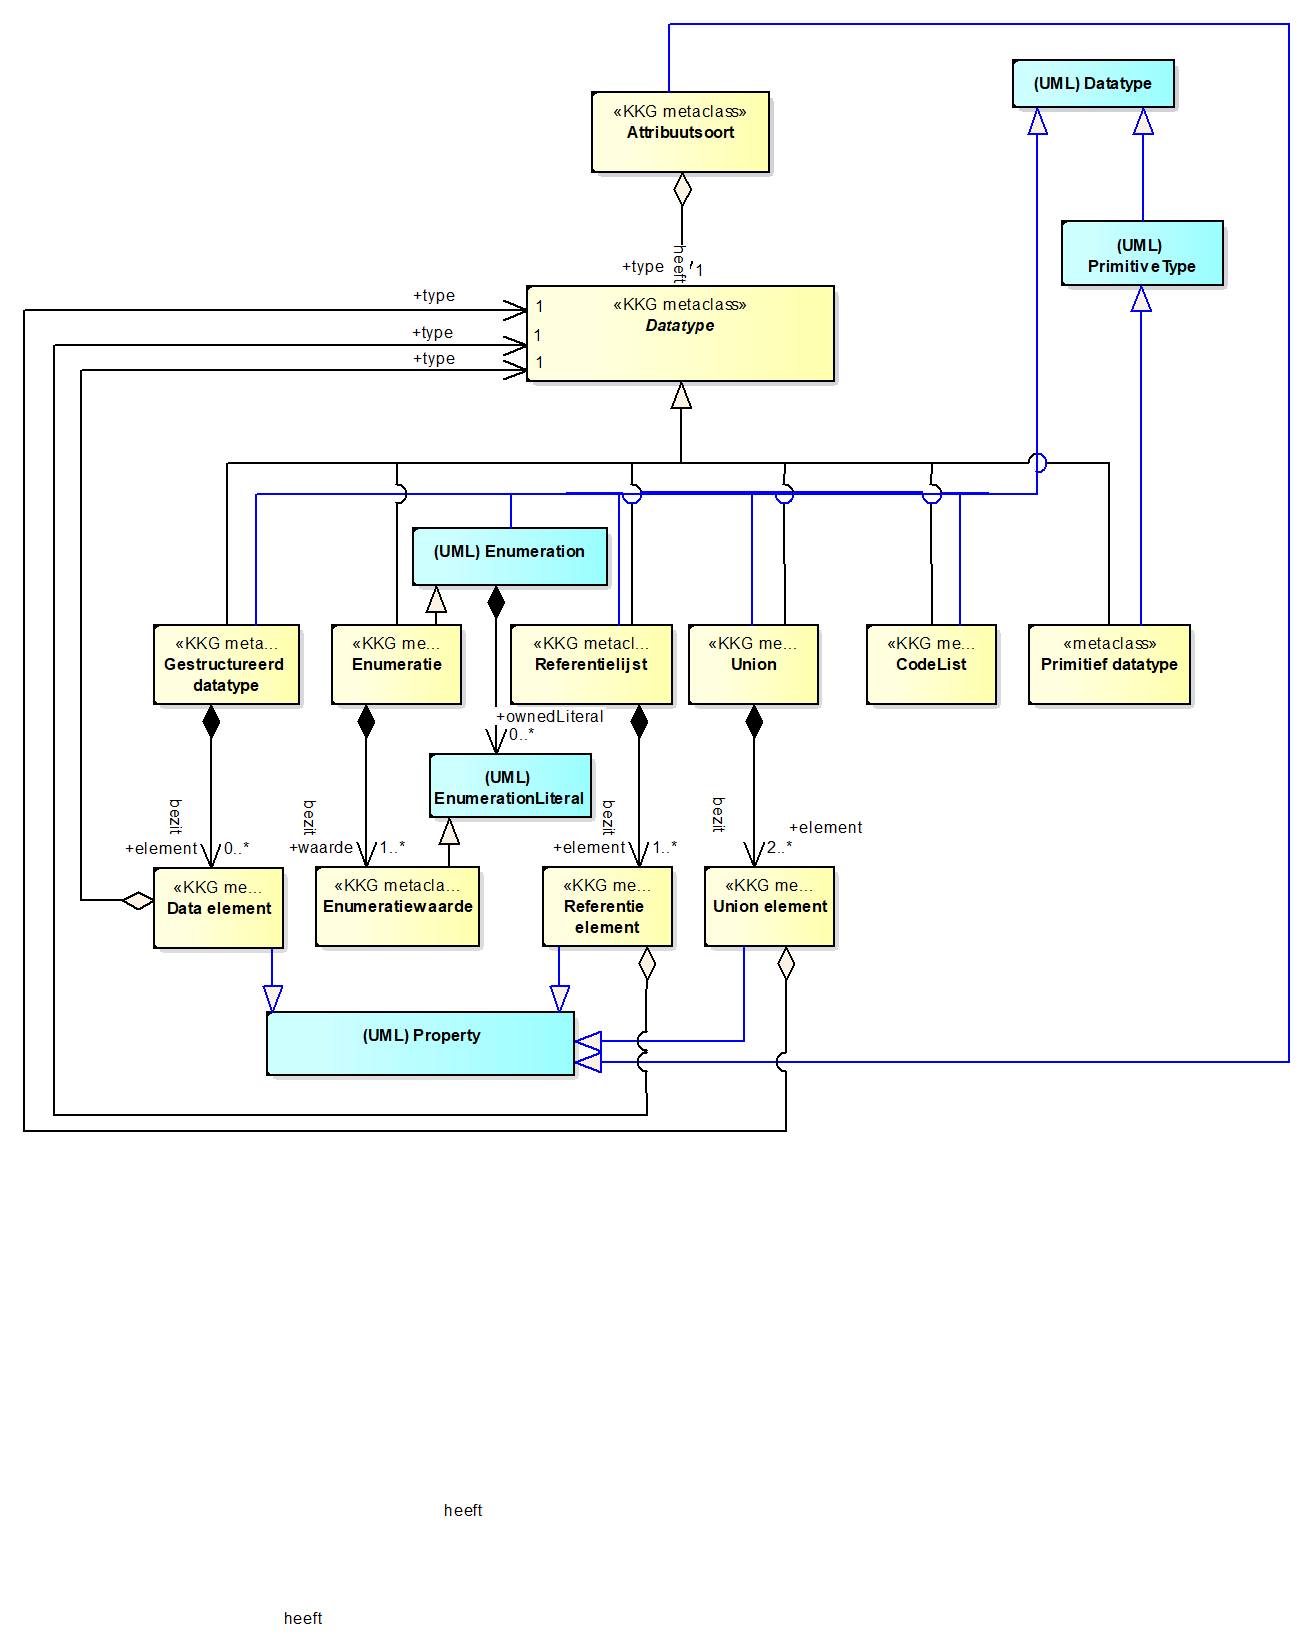 (UML) Datatype
«KKG metaclass»
Attribuutsoort
(UML)
PrimitiveType
heeft
+type
1
«KKG metaclass»
Datatype
+type
1
+type
1
+type
1
(UML) Enumeration
«KKG meta...
Gestructureerd
datatype
«KKG me...
Enumeratie
«KKG metacl...
Referentielijst
«KKG me...
Union
«KKG me...
CodeList
«metaclass»
Primitief datatype
+ownedLiteral
0..*
(UML)
EnumerationLiteral
bezit
+element
0..*
bezit
+waarde
1..*
bezit
+element
1..*
bezit
+element
2..*
«KKG me...
Data element
«KKG metacla...
Enumeratiewaarde
«KKG me...
Referentie
element
«KKG me...
Union element
(UML) Property
heeft
heeft